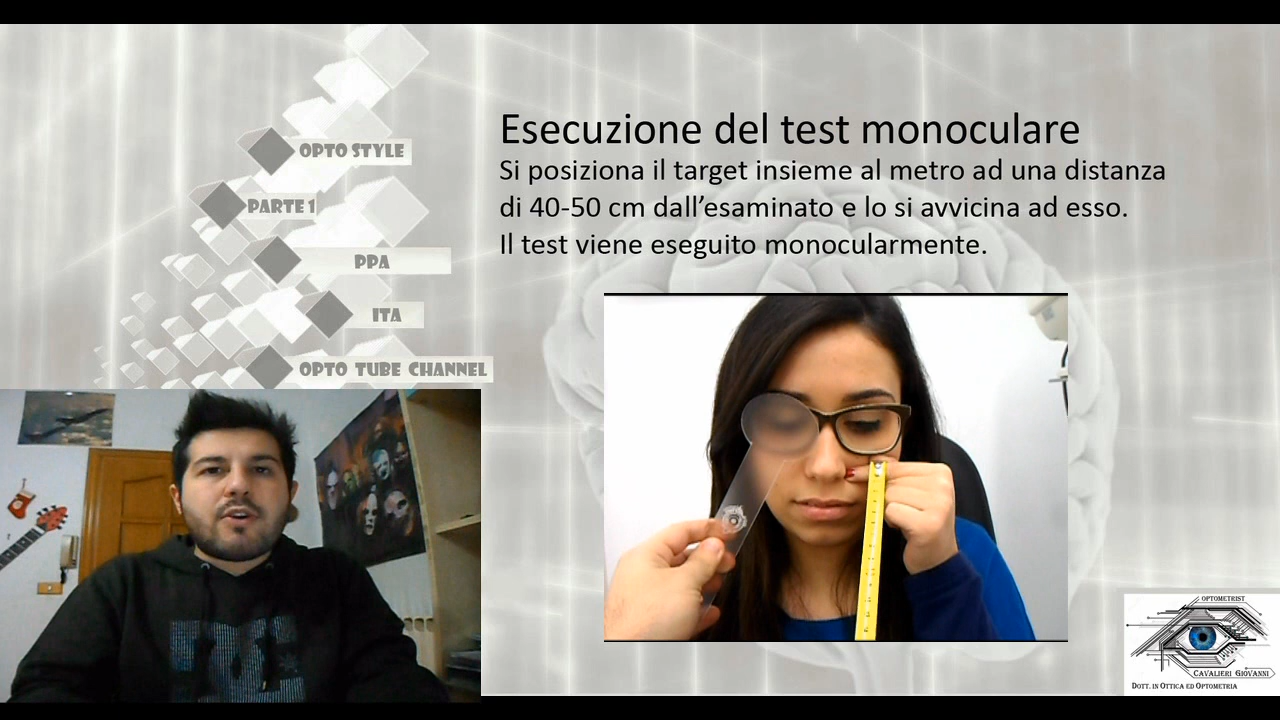 OPTO STYLE
PARTE 1
PPA
ITA
OPTO TUBE CHANNEL
Esecuzione del test monoculare
Si posiziona il target insieme al metro ad una distanza
di 40-50 cm dall’esaminato e lo si avvicina ad esso.
Il test viene eseguito monocularmente.
OPTOMETRIST
CAVALIERI GIOVANNI
DOTT. IN OTTICA ED OPTOMETRIA